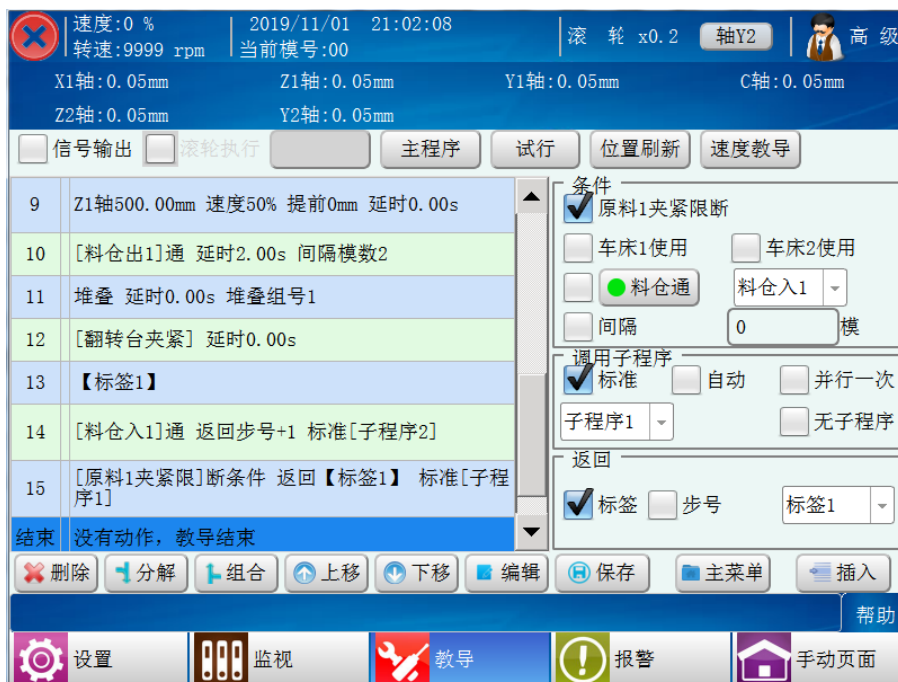 速度:0 % 2019/11/01 21:02:08 滚 轮 x0.2 轴Y2 高 级
转速:9999 rpm 当前模号:00
X1轴:0.05mm Z1轴:0.05mm Y1轴:0.05mm C轴:0.05mm
Z2轴:0.05mm Y2轴:0.05mm
信号输出 滚轮执行 主程序 试行 位置刷新 速度教导
9 Z1轴500.00mm 速度50% 提前0mm 延时0.00s
10 [料仓出1]通 延时2.00s 间隔模数2
11 堆叠 延时0.00s 堆叠组号1
12 [翻转台夹紧] 延时0.00s
13 【标签1】
14 [料仓入1]通 返回步号+1 标准[子程序2]
15 [原料1夹紧限]断条件 返回【标签1】 标准[子程
序1]
结束 没有动作，教导结束
条件
原料1夹紧限断
车床1使用 车床2使用
料仓通 料仓入1
间隔 0 模
调用子程序
标准 自动 并行一次
子程序1 无子程序
返回
标签 步号 标签1
删除 分解 组合 上移 下移 编辑 保存 主菜单 插入
帮助
设置 监视 教导 报警 手动页面